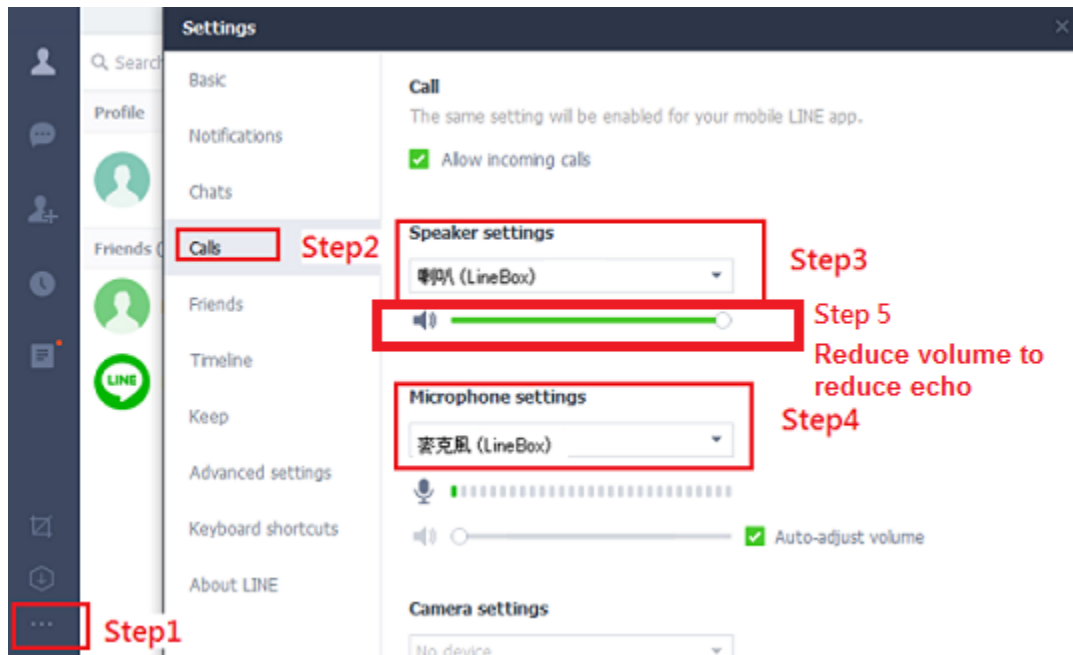 Settings
Search
Profile
Friends (
LINE
Basic
Notifications
Chats
Calls
Friends
Timeline
Keep
Advanced settings
Keyboard shortcuts
About LINE
Step1
Step2
Call
The same setting will be enabled for your mobile LINE app.
Allow incoming calls
Speaker settings
喇叭 (LineBox)
Step3
Step 5
Reduce volume to
reduce echo
Microphone settings
麥克風 (LineBox)
Step4
Auto-adjust volume
Camera settings
No device